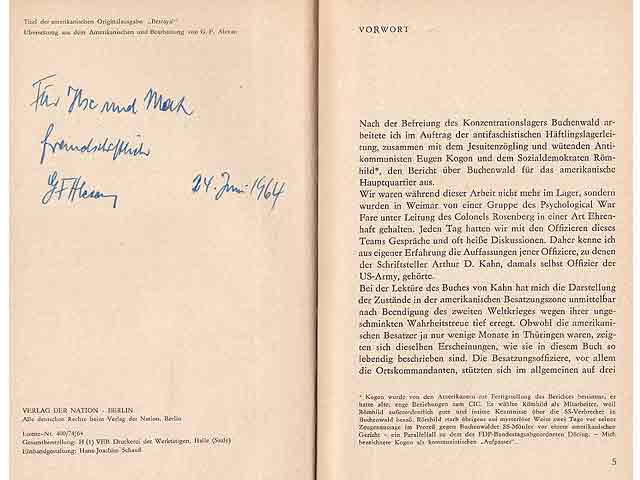 Titel der amerikanischen Originalausgabe „Betrayal"
Übersetzung aus dem Amerikanischen und Bearbeitung von G. F. Alexan
Für Ilse und
freundschaftlich
GFAlexan
24. Juni 1964
VERLAG DER NATION · BERLIN
Alle deutschen Rechte beim Verlag der Nation, Berlin
Lizenz-Nr. 400/74/64
Gesamtherstellung: H (1) VEB Druckerei der Werktätigen, Halle (Saale)
Einbandgestaltung: Hans-Joachim Schauß
VORWORT
Nach der Befreiung des Konzentrationslagers Buchenwald ar-
beitete ich im Auftrag der antifaschistischen Häftlingslagerlei-
tung, zusammen mit dem Jesuitenzögling und wütenden Anti-
kommunisten Eugen Kogon und dem Sozialdemokraten Röm-
hild*, den Bericht über Buchenwald für das amerikanische
Hauptquartier aus.
Wir waren während dieser Arbeit nicht mehr im Lager, sondern
wurden in Weimar von einer Gruppe des Psychological War
Fare unter Leitung des Colonels Rosenberg in einer Art Ehren-
haft gehalten. Jeden Tag hatten wir mit den Offizieren dieses
Teams Gespräche und oft heiße Diskussionen. Daher kenne ich
aus eigener Erfahrung die Auffassungen jener Offiziere, zu denen
der Schriftsteller Arthur D. Kahn, damals selbst Offizier der
US-Army, gehörte.
Bei der Lektüre des Buches von Kahn hat mich die Darstellung
der Zustände in der amerikanischen Besatzungszone unmittelbar
nach Beendigung des zweiten Weltkrieges wegen ihrer unge-
schminkten Wahrheitstreue tief erregt. Obwohl die amerikani-
schen Besatzer ja nur wenige Monate in Thüringen waren, zeig-
ten sich dieselben Erscheinungen, wie sie in diesem Buch so
lebendig beschrieben sind. Die Besatzungsoffiziere, vor allem
die Ortskommandanten, stützten sich im allgemeinen auf drei
* Kogon wurde von den Amerikanern zur Fertigstellung des Berichtes bestimmt, er
hatte alte, enge Beziehungen zum CIC. Er wählte Römhild als Mitarbeiter, weil
Römhild außerordentlich gute und intime Kenntnisse über die SS-Verbrecher in
Buchenwald besaß. Römhild starb übrigens auf mysteriöse Weise zwei Tage vor seiner
Zeugenaussage im Prozeß gegen Buchenwalder SS-Mörder vor einem amerikanischen
Gericht – ein Parallelfall zu dem des FDP-Bundestagsabgeordneten Döring. – Mich
bezeichnete Kogon als kommunistischen „Aufpasser".
5